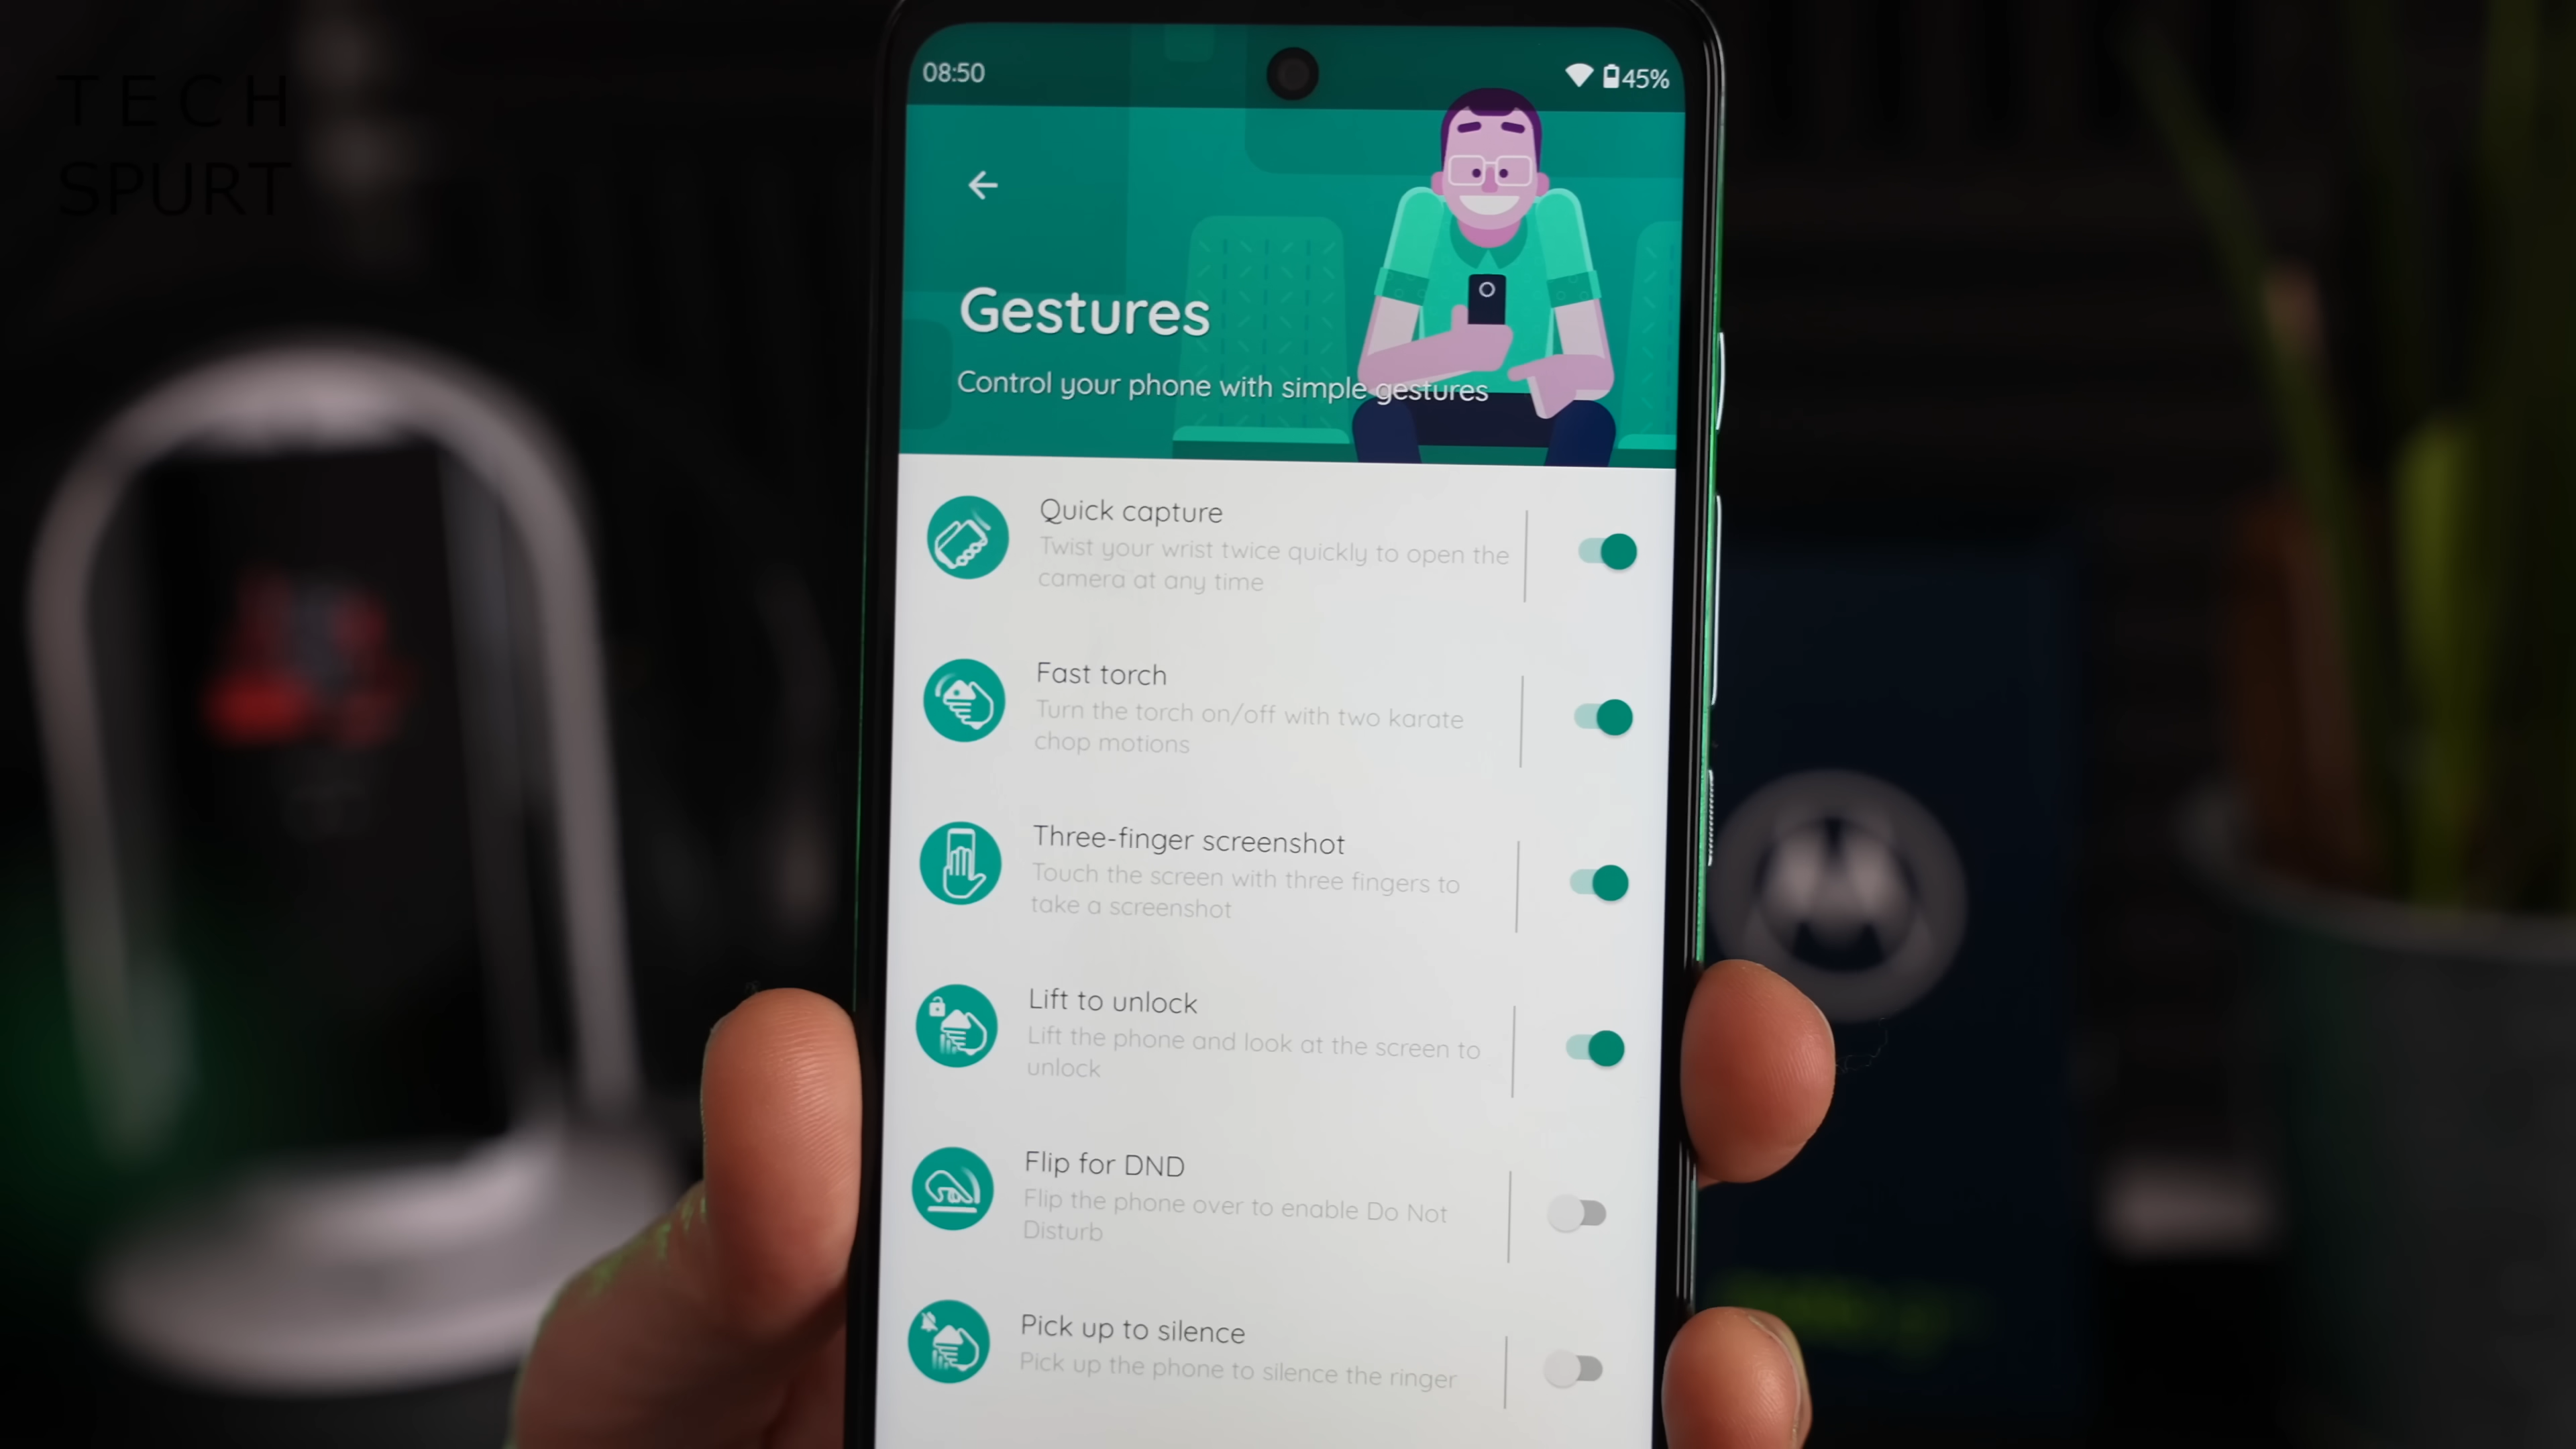 TECH
SPURT
08:50
45%
Gestures
Control your phone with simple gestures
Quick capture
Twist your wrist twice quickly to open the
camera at any time
Fast torch
Turn the torch on/off with two karate
chop motions
Three-finger screenshot
Touch the screen with three fingers to
take a screenshot
Lift to unlock
Lift the phone and look at the screen to
unlock
Flip for DND
Flip the phone over to enable Do Not
Disturb
Pick up to silence
Pick up the phone to silence the ringer